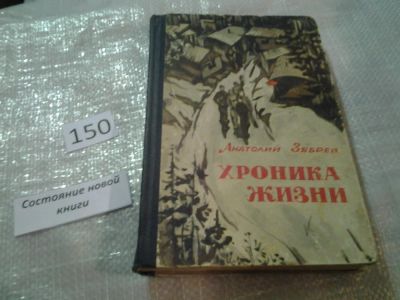 150
Состояние новой
книги
Анатолий Зябрев
ХРОНИКА
ЖИЗНИ